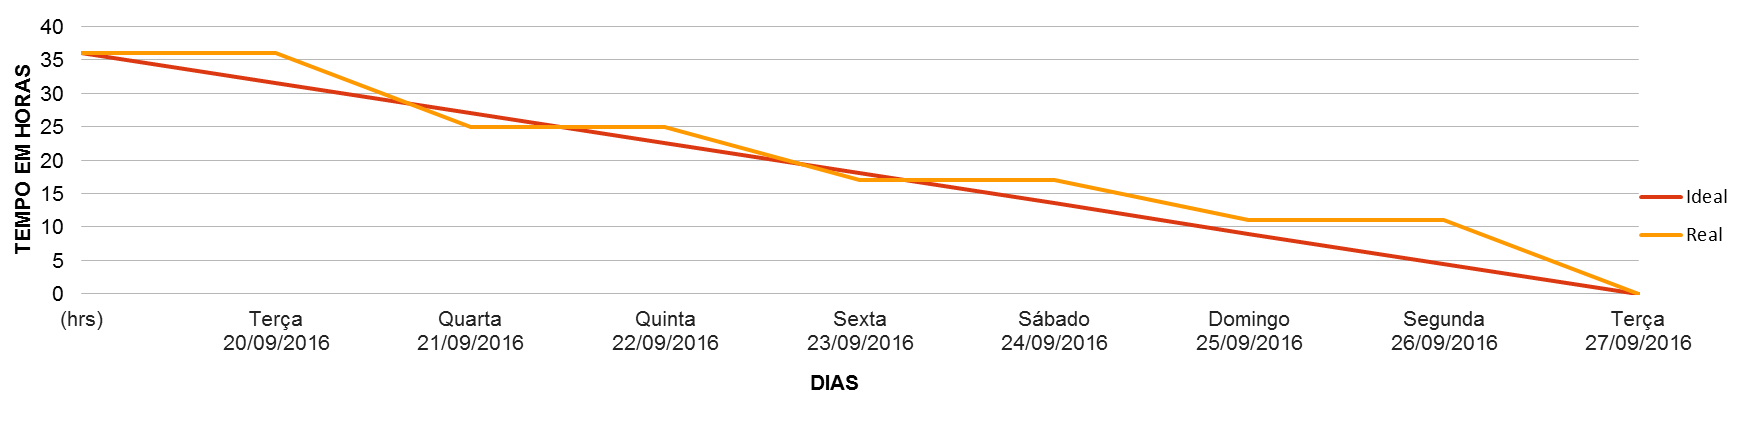 TEMPO EM HORAS
40
35
30
25
20
15
10
5
0
(hrs)
Terça
20/09/2016
Quarta
21/09/2016
Quinta
22/09/2016
Sexta
23/09/2016
Sábado
24/09/2016
Domingo
25/09/2016
Segunda
26/09/2016
Terça
27/09/2016
DIAS
Ideal
Real